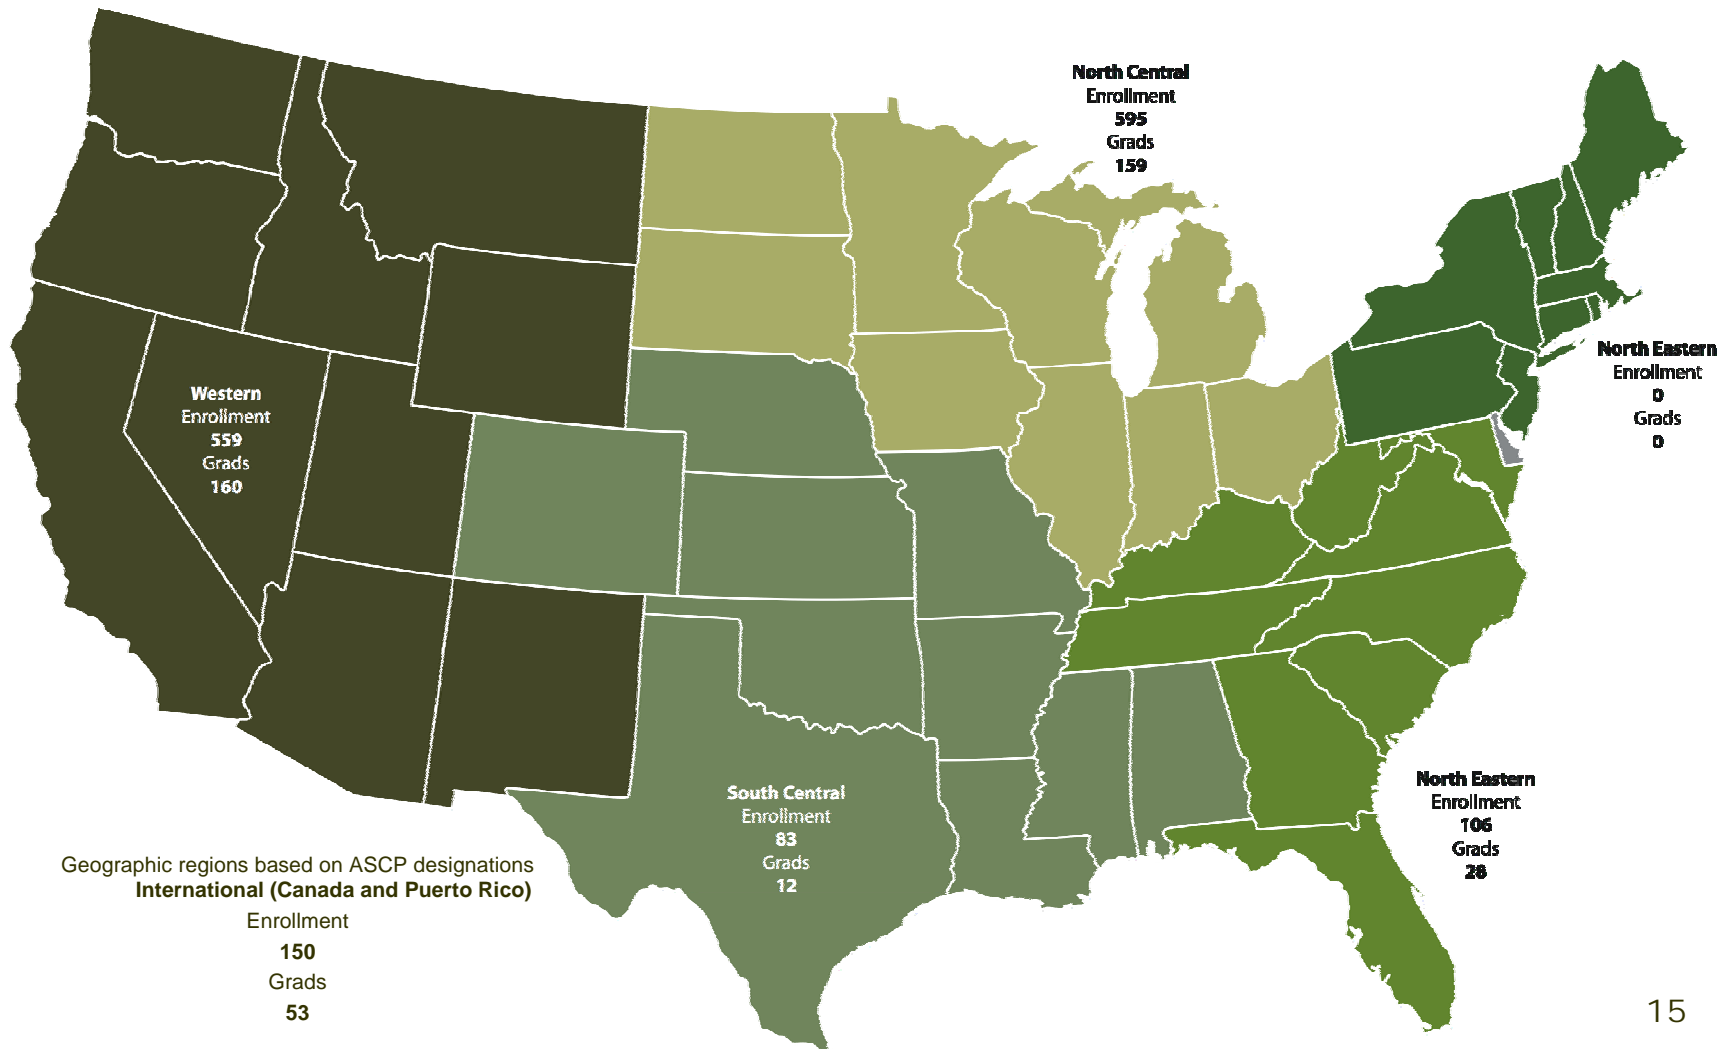 North Central
Enrollment
595
Grads
159
North Eastern
Enrollment
0
Grads
0
Western
Enrollment
559
Grads
160
North Eastern
Enrollment
106
Grads
28
South Central
Enrollment
83
Grads
12
Geographic regions based on ASCP designations
International (Canada and Puerto Rico)
Enrollment
150
Grads
53
15